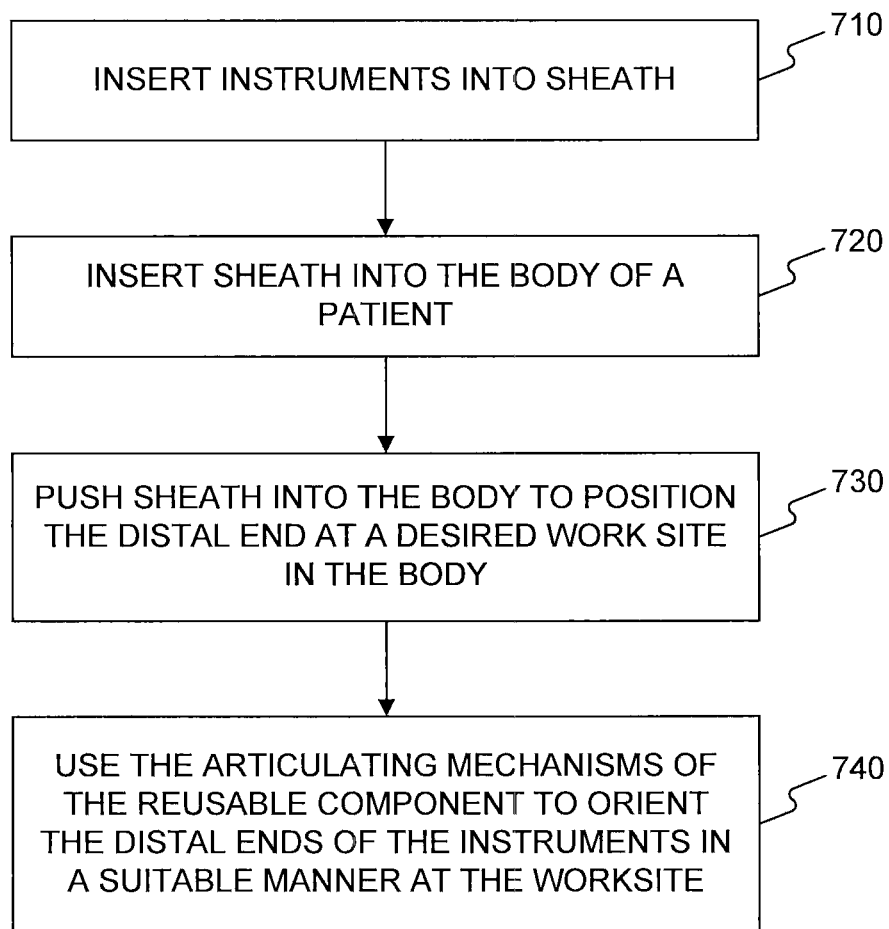 710
INSERT INSTRUMENTS INTO SHEATH
720
INSERT SHEATH INTO THE BODY OF A
PATIENT
730
PUSH SHEATH INTO THE BODY TO POSITION
THE DISTAL END AT A DESIRED WORK SITE
IN THE BODY
740
USE THE ARTICULATING MECHANISMS OF
THE REUSABLE COMPONENT TO ORIENT
THE DISTAL ENDS OF THE INSTRUMENTS IN
A SUITABLE MANNER AT THE WORKSITE